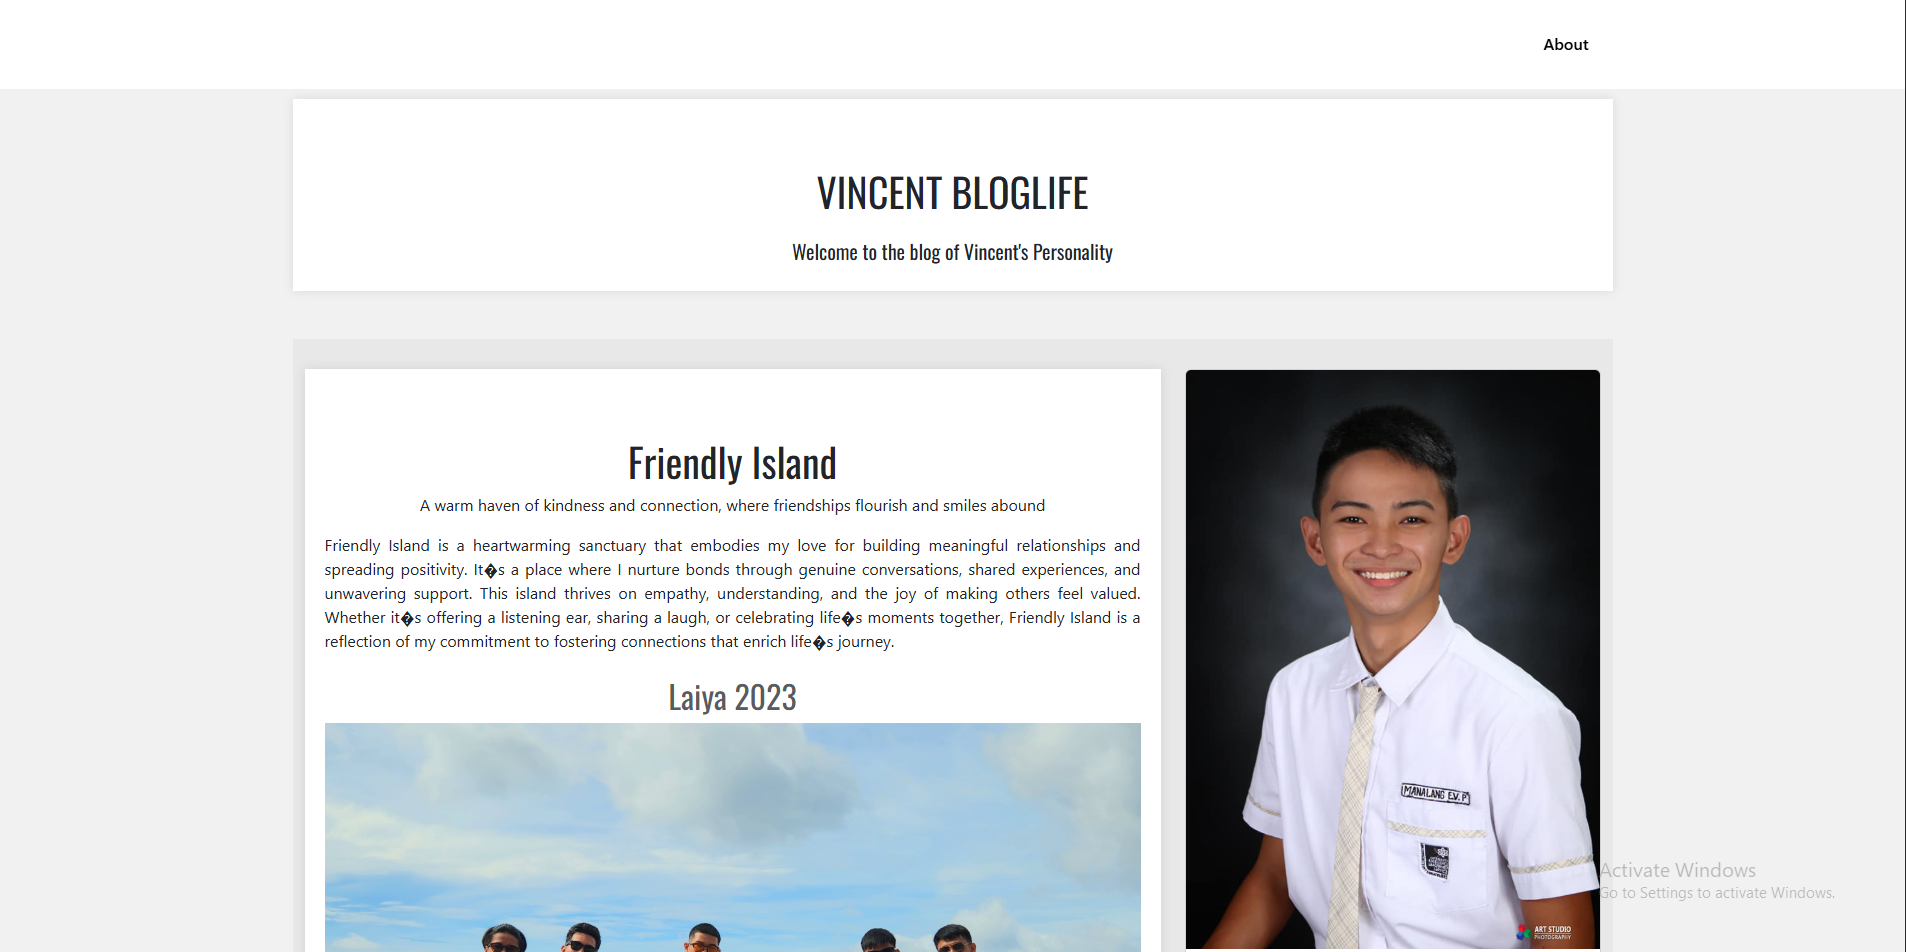 About
VINCENT BLOGLIFE
Welcome to the blog of Vincent's Personality
Friendly Island
A warm haven of kindness and connection, where friendships flourish and smiles abound
Friendly Island is a heartwarming sanctuary that embodies my love for building meaningful relationships and
spreading positivity. It�s a place where I nurture bonds through genuine conversations, shared experiences, and
unwavering support. This island thrives on empathy, understanding, and the joy of making others feel valued.
Whether it�s offering a listening ear, sharing a laugh, or celebrating life�s moments together, Friendly Island is a
reflection of my commitment to fostering connections that enrich life�s journey.
Laiya 2023
MANALANG E.V. P.
ART STUDIO
PHOTOGRAPHY
Activate Windows
Go to Settings to activate Windows.